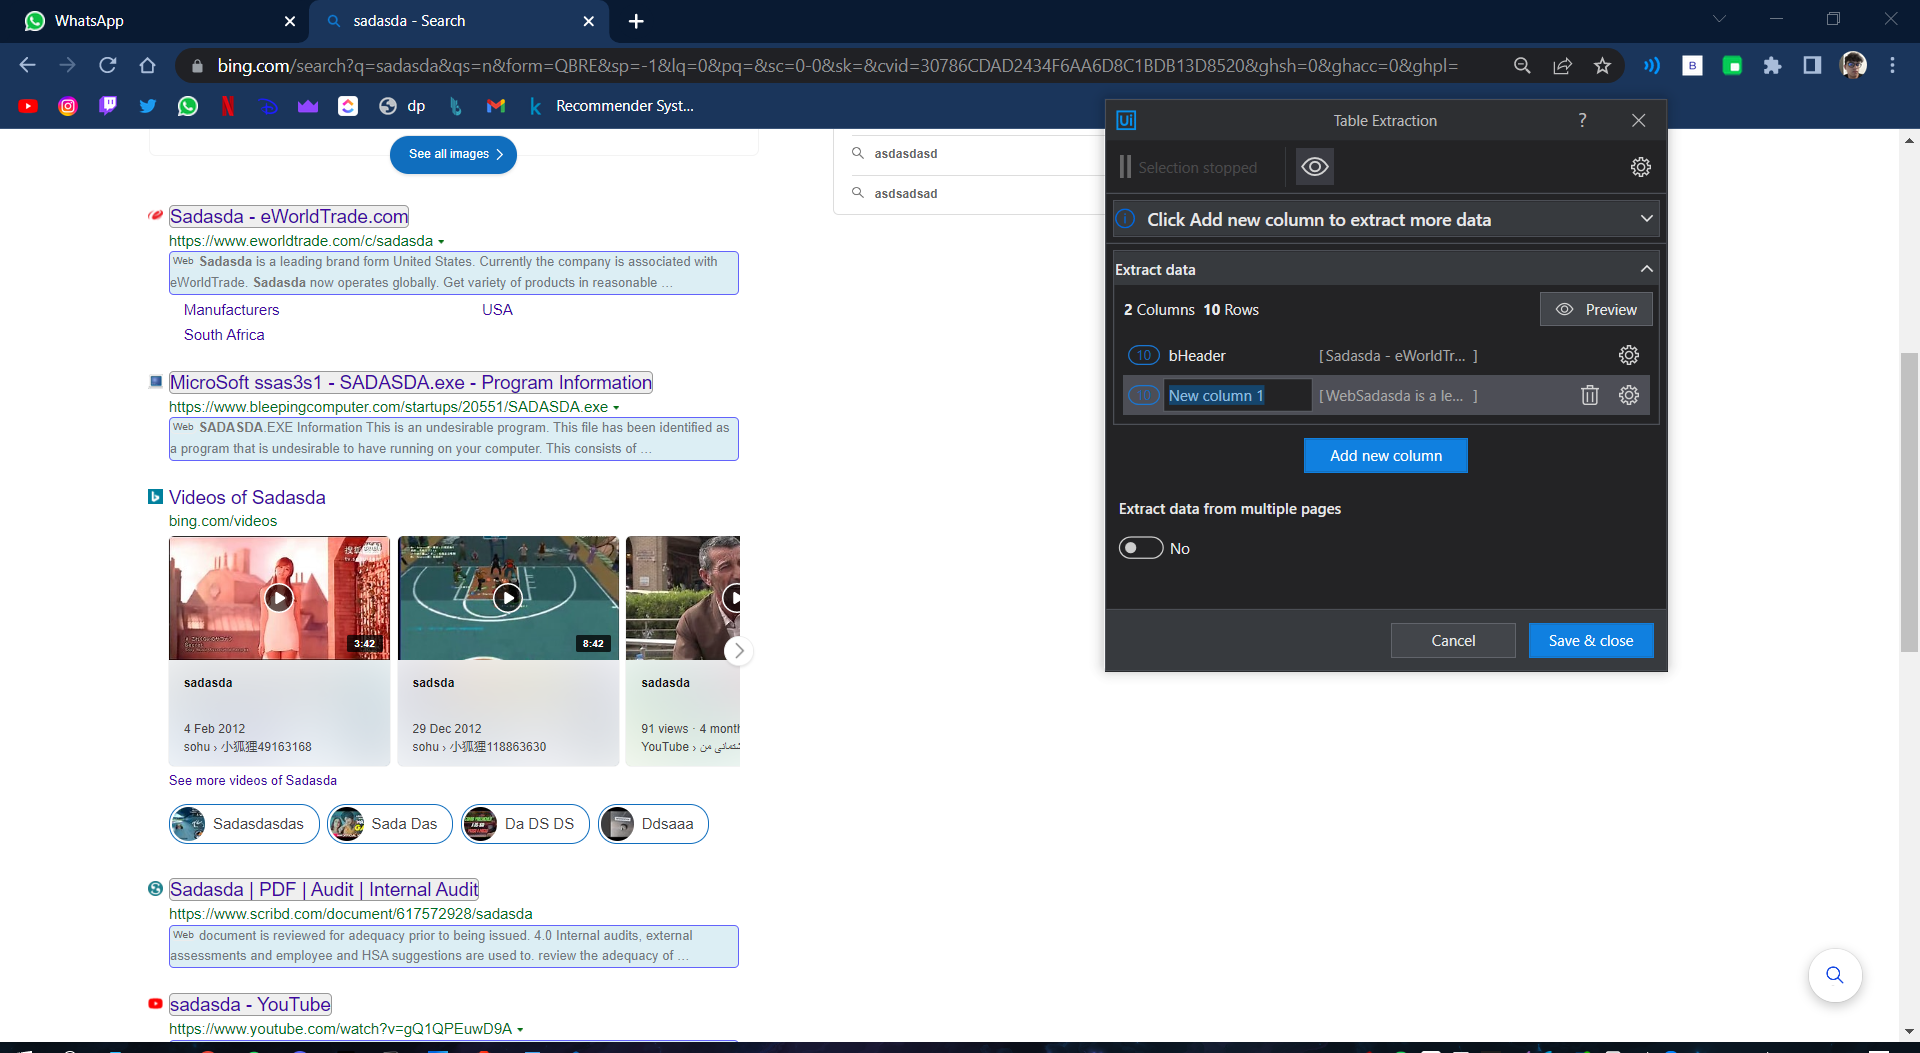 WhatsApp
sadasda - Search
bing.com/search?q=sadasda&qs=n&form=QBRE&sp=-1&lq=0&pq=&sc=0-0&sk=&cvid=30786CDAD2434F6AA6D8C1BDB13D8520&ghsh=0&ghacc=0&ghpl=
dp
Recommender Syst...
See all images
asdasdasd
asdsadsad
Sadasda - eWorldTrade.com
https://www.eworldtrade.com/c/sadasda
Web Sadasda is a leading brand form United States. Currently the company is associated with
eWorldTrade. Sadasda now operates globally. Get variety of products in reasonable ...
Manufacturers
USA
South Africa
MicroSoft ssas3s1 - SADASDA.exe - Program Information
https://www.bleepingcomputer.com/startups/20551/SADASDA.exe
Web SADASDA.EXE Information This is an undesirable program. This file has been identified as
a program that is undesirable to have running on your computer. This consists of ...
Videos of Sadasda
bing.com/videos
3:42
8:42
sadasda
sadsda
sadasda
4 Feb 2012
29 Dec 2012
91 views · 4 month
sohu › 小狐狸49163168
sohu › 小狐狸118863630
YouTube ›
See more videos of Sadasda
Sadasdasdas
Sada Das
Da DS DS
Ddsaaa
Sadasda | PDF | Audit | Internal Audit
https://www.scribd.com/document/617572928/sadasda
Web document is reviewed for adequacy prior to being issued. 4.0 Internal audits, external
assessments and employee and HSA suggestions are used to. review the adequacy of ...
sadasda - YouTube
https://www.youtube.com/watch?v=gQ1QPEuwD9A
Ui
Table Extraction
?
Selection stopped
Click Add new column to extract more data
Extract data
2 Columns 10 Rows
Preview
10 bHeader [ Sadasda - eWorldTr... ]
10 New column 1 [ WebSadasda is a le... ]
Add new column
Extract data from multiple pages
No
Cancel
Save & close